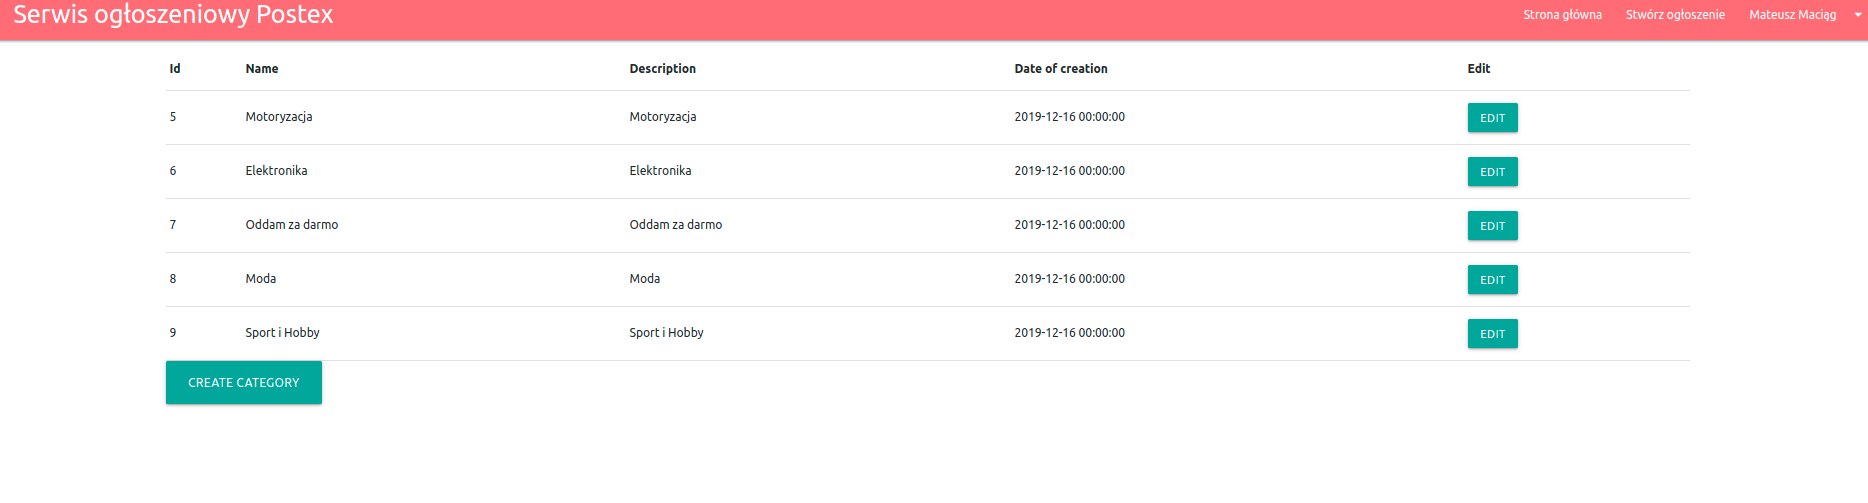 Serwis ogłoszeniowy Postex Strona główna Stwórz ogłoszenie Mateusz Maciąg
Id Name Description Date of creation Edit
5 Motoryzacja Motoryzacja 2019-12-16 00:00:00 EDIT
6 Elektronika Elektronika 2019-12-16 00:00:00 EDIT
7 Oddam za darmo Oddam za darmo 2019-12-16 00:00:00 EDIT
8 Moda Moda 2019-12-16 00:00:00 EDIT
9 Sport i Hobby Sport i Hobby 2019-12-16 00:00:00 EDIT
CREATE CATEGORY